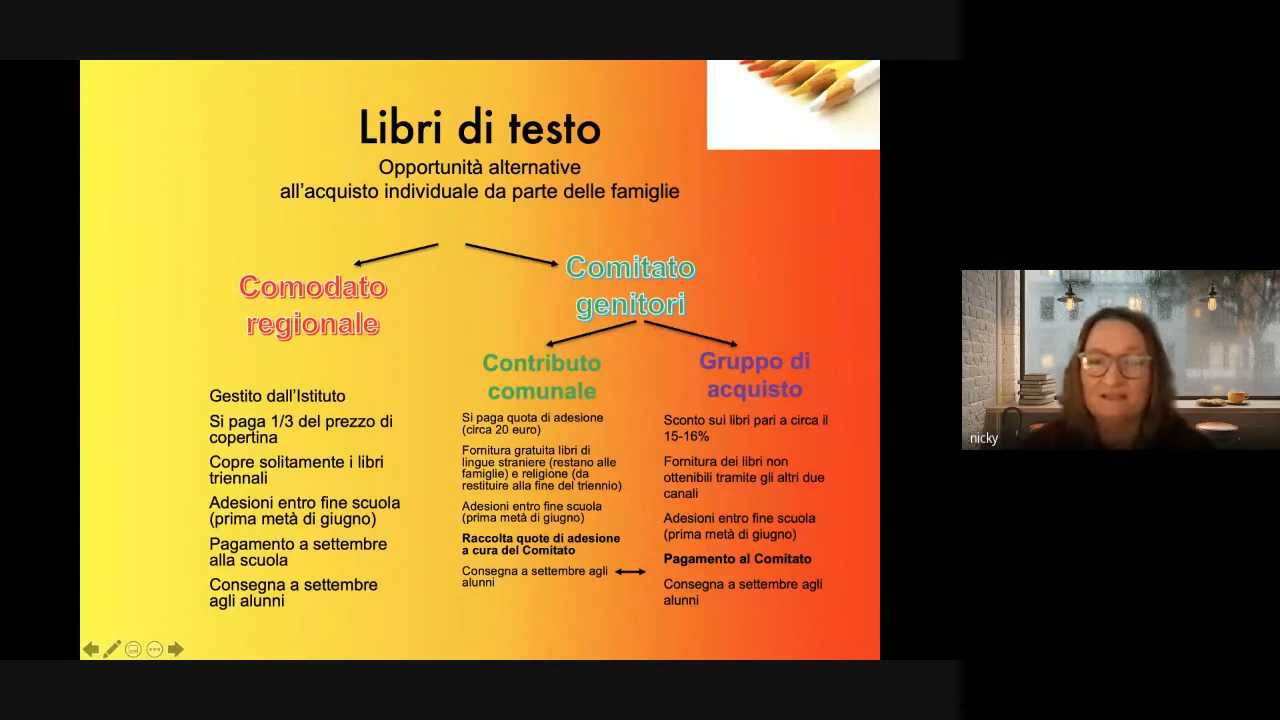 Libri di testo
Opportunità alternative
all'acquisto individuale da parte delle famiglie
Comodato
regionale
Gestito dall'Istituto
Si paga 1/3 del prezzo di
copertina
Copre solitamente i libri
triennali
Adesioni entro fine scuola
(prima metà di giugno)
Pagamento a settembre
alla scuola
Consegna a settembre
agli alunni
Comitato
genitori
Contributo
comunale
Si paga quota di adesione
(circa 20 euro)
Fornitura gratuita libri di
lingue straniere (restano alle
famiglie) e religione (da
restituire alla fine del triennio)
Adesioni entro fine scuola
(prima metà di giugno)
Raccolta quote di adesione
a cura del Comitato
Consegna a settembre agli
alunni
Gruppo di
acquisto
Sconto sui libri pari a circa il
15-16%
Fornitura dei libri non
ottenibili tramite gli altri due
canali
Adesioni entro fine scuola
(prima metà di giugno)
Pagamento al Comitato
Consegna a settembre agli
alunni
nicky